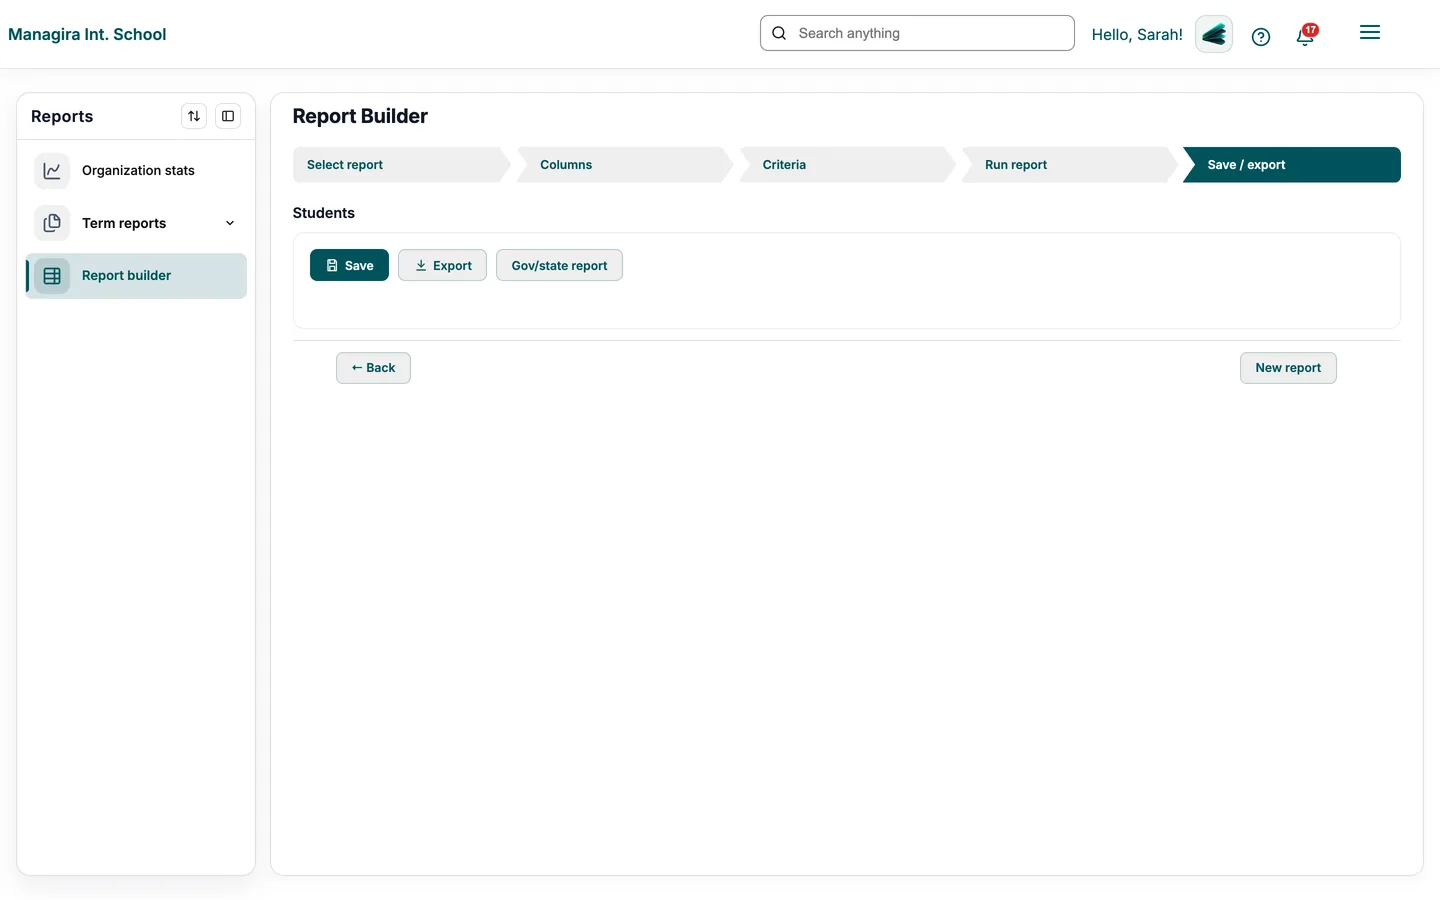 Managira Int. School
Search anything
Hello, Sarah!
17
Reports
Organization stats
Term reports
Report builder
Report Builder
Select report
Columns
Criteria
Run report
Save / export
Students
Save
Export
Gov/state report
← Back
New report